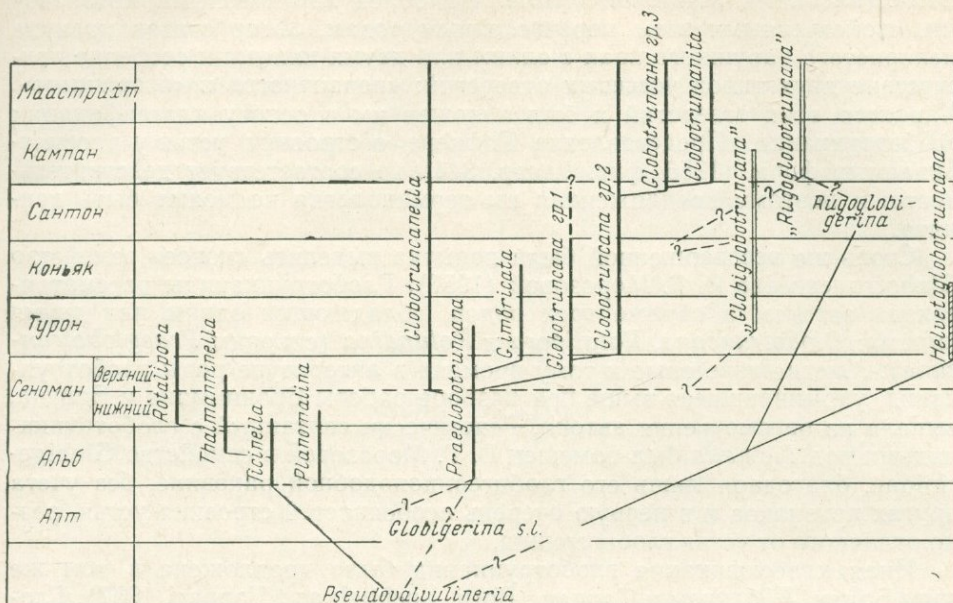 Маастрихт
Кампан
Сантон
Коньяк
Турон
Сеноман
верхний
нижний
Альб
Апт
Rotalipora
Thalmanninella
Ticinella
Planomalina
Globotruncanella
Praeglobotruncana
G.imbricata
Globotruncana гр.1
?
Globotruncana гр.2
Globotruncana гр.3
Globotruncanita
„Globiglobotruncana”
„Rugoglobotruncana”
?
?
?
?
?
Rugoglobi-
gerina
Helvetoglobotruncana
?
?
Globigerina s.l.
?
Pseudovalvulineria